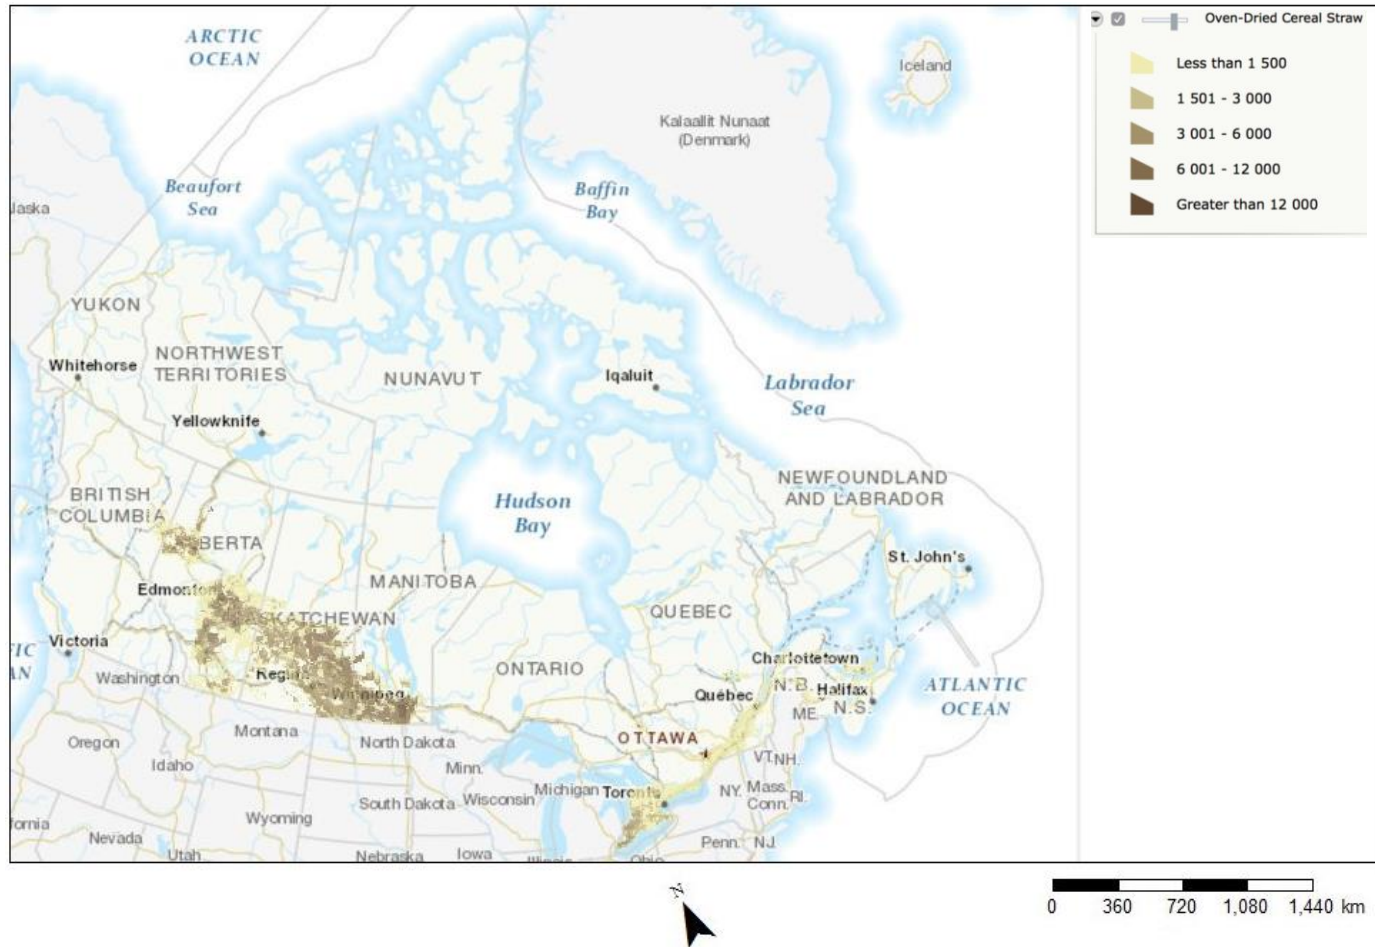 Oven-Dried Cereal Straw
Less than 1 500
1 501 - 3 000
3 001 - 6 000
6 001 - 12 000
Greater than 12 000
ARCTIC
OCEAN
Iceland
Kalaallit Nunaat
(Denmark)
Beaufort
Sea
Baffin
Bay
laska
YUKON
Whitehorse
NORTHWEST
TERRITORIES
NUNAVUT
Iqaluit
Labrador
Sea
Yellowknife
NEWFOUNDLAND
AND LABRADOR
BRITISH
COLUMBIA
Hudson
Bay
BERTA
St. John's
Edmonton
MANITOBA
ASKATCHEWAN
QUEBEC
FIC
AN
Victoria
Washington
Regina
Winnipeg
ONTARIO
Charlottetown
Québec
N.B.
Halifax
N.S.
ME.
ATLANTIC
OCEAN
Montana
North Dakota
OTTAWA
Oregon
Idaho
Minn.
VT.
NH.
South Dakota
Wisconsin
Michigan
Toronto
NY.
Mass.
Conn.
RI.
Wyoming
fornia
Nevada
Utah
Nebraska
Iowa
Illinois
Ohio
Penn.
NJ.
N
0 360 720 1,080 1,440 km